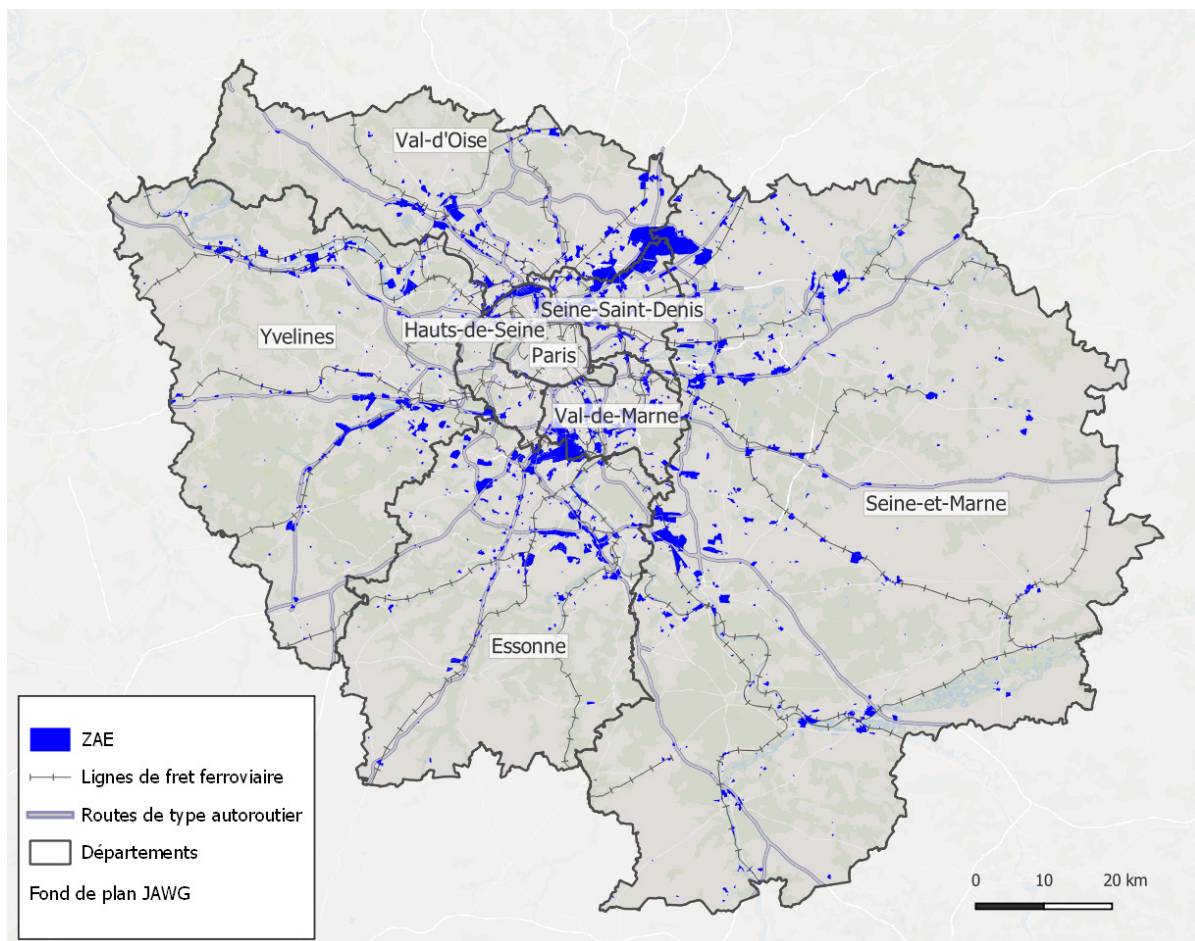 Val-d'Oise
Seine-Saint-Denis
Hauts-de-Seine
Yvelines
Paris
Val-de-Marne
Seine-et-Marne
Essonne
ZAE
Lignes de fret ferroviaire
Routes de type autoroutier
Départements
Fond de plan JAWG
0 10 20 km